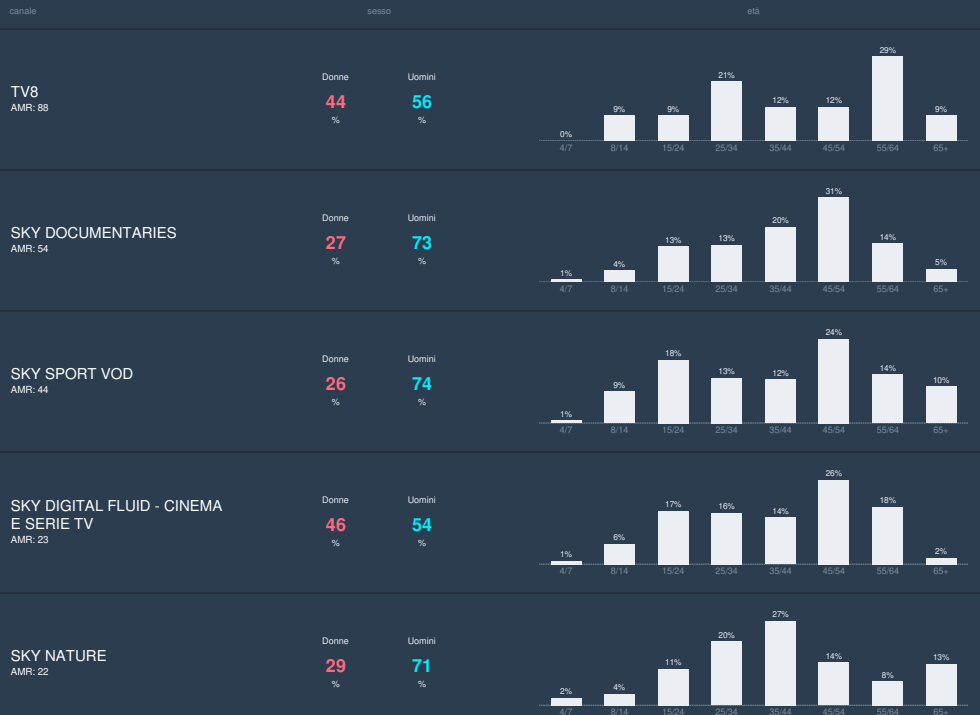 canale sesso età
TV8
AMR: 88
Donne Uomini
44 56
% %
0% 9% 9% 21% 12% 12% 29% 9%
4/7 8/14 15/24 25/34 35/44 45/54 55/64 65+
SKY DOCUMENTARIES
AMR: 54
Donne Uomini
27 73
% %
1% 4% 13% 13% 20% 31% 14% 5%
4/7 8/14 15/24 25/34 35/44 45/54 55/64 65+
SKY SPORT VOD
AMR: 44
Donne Uomini
26 74
% %
1% 9% 18% 13% 12% 24% 14% 10%
4/7 8/14 15/24 25/34 35/44 45/54 55/64 65+
SKY DIGITAL FLUID - CINEMA
E SERIE TV
AMR: 23
Donne Uomini
46 54
% %
1% 6% 17% 16% 14% 26% 18% 2%
4/7 8/14 15/24 25/34 35/44 45/54 55/64 65+
SKY NATURE
AMR: 22
Donne Uomini
29 71
% %
2% 4% 11% 20% 27% 14% 8% 13%
4/7 8/14 15/24 25/34 35/44 45/54 55/64 65+